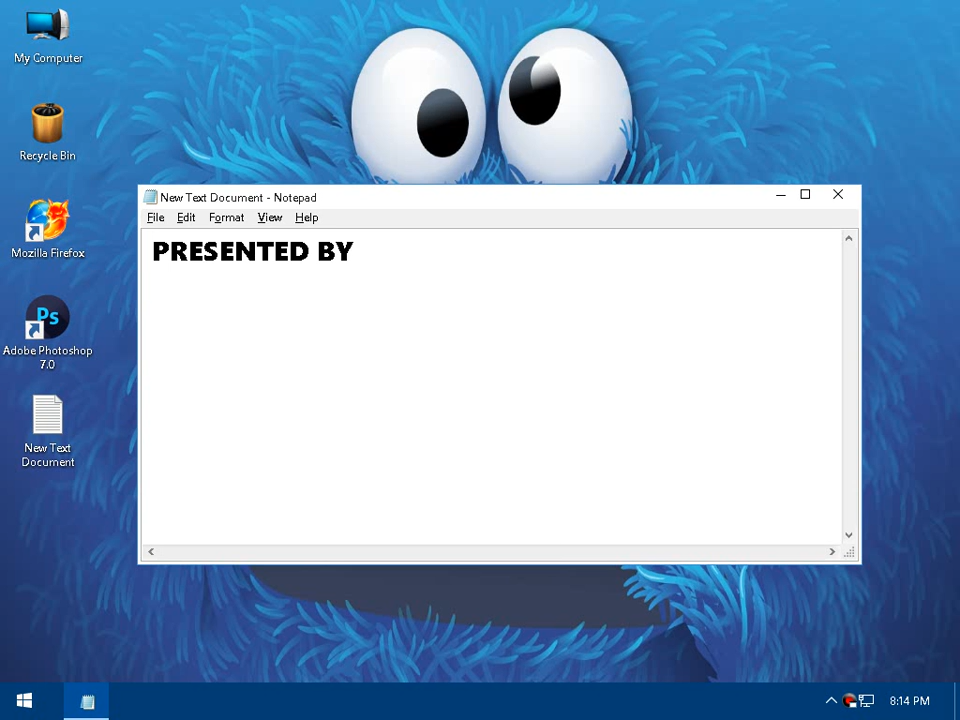 My Computer
Recycle Bin
Mozilla Firefox
Ps
Adobe Photoshop
7.0
New Text
Document
New Text Document - Notepad
File Edit Format View Help
PRESENTED BY
8:14 PM